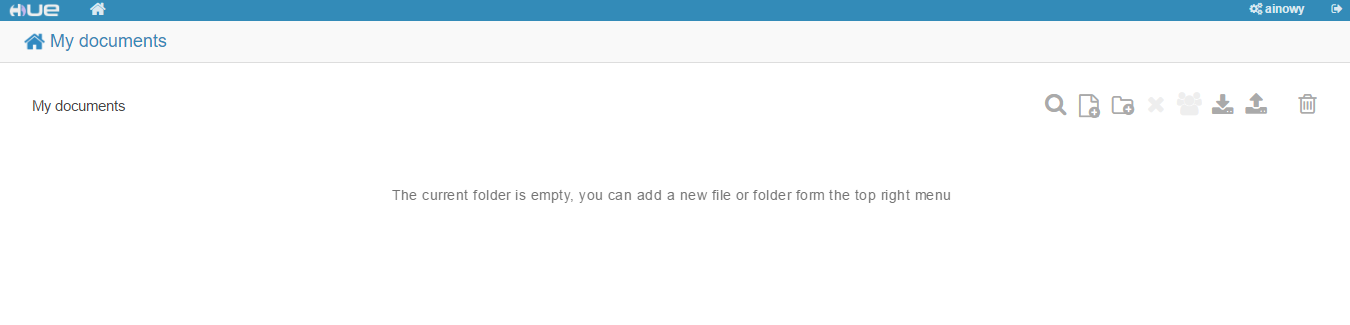 HUE
ainowy
My documents
My documents
The current folder is empty, you can add a new file or folder form the top right menu